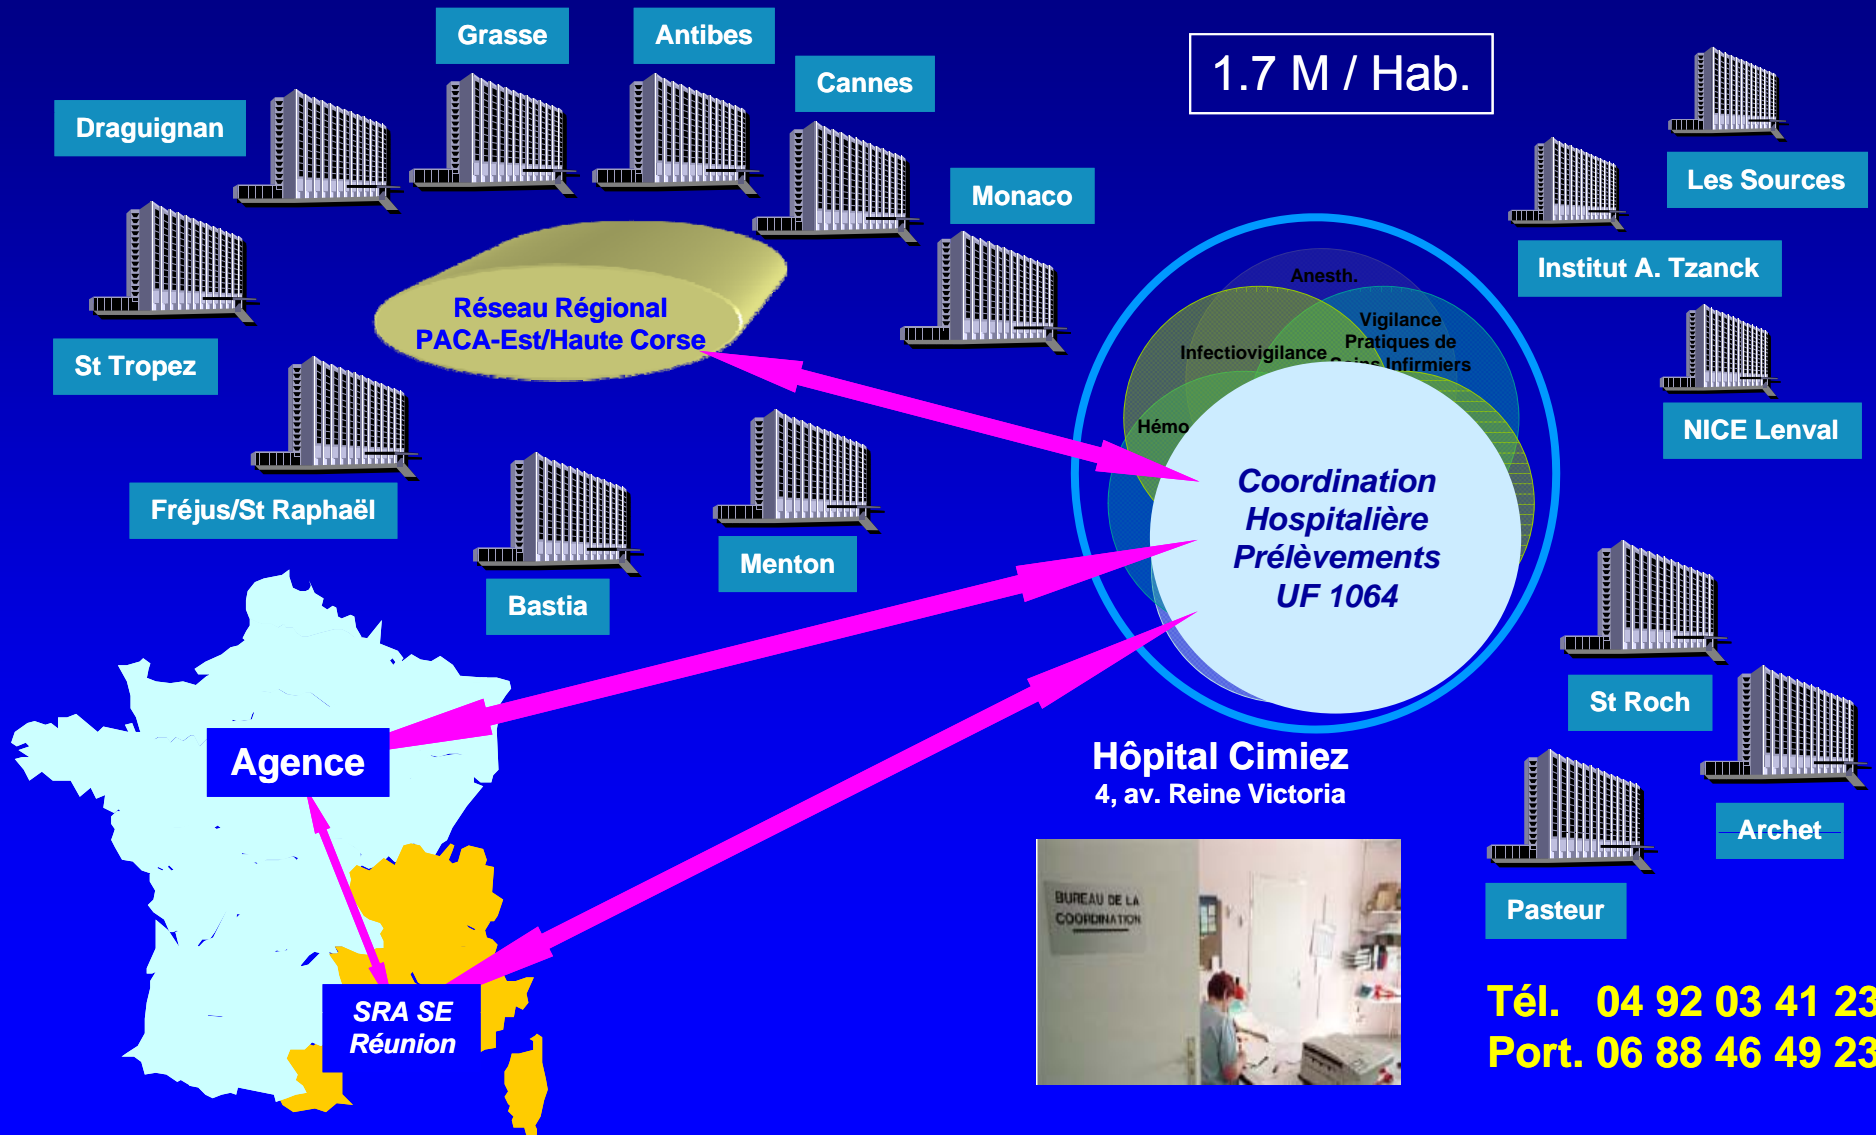 Grasse
Antibes
Cannes
1.7 M / Hab.
Draguignan
Les Sources
Monaco
Institut A. Tzanck
Anesth.
Réseau Régional
PACA-Est/Haute Corse
Vigilance
Pratiques de
Soins Infirmiers
Infectiovigilance
St Tropez
Hémo
NICE Lenval
Coordination
Hospitalière
Prélèvements
UF 1064
Fréjus/St Raphaël
Menton
Bastia
St Roch
Agence
Hôpital Cimiez
4, av. Reine Victoria
Archet
BUREAU DE LA
COORDINATION
Pasteur
SRA SE
Réunion
Tél. 04 92 03 41 23
Port. 06 88 46 49 23